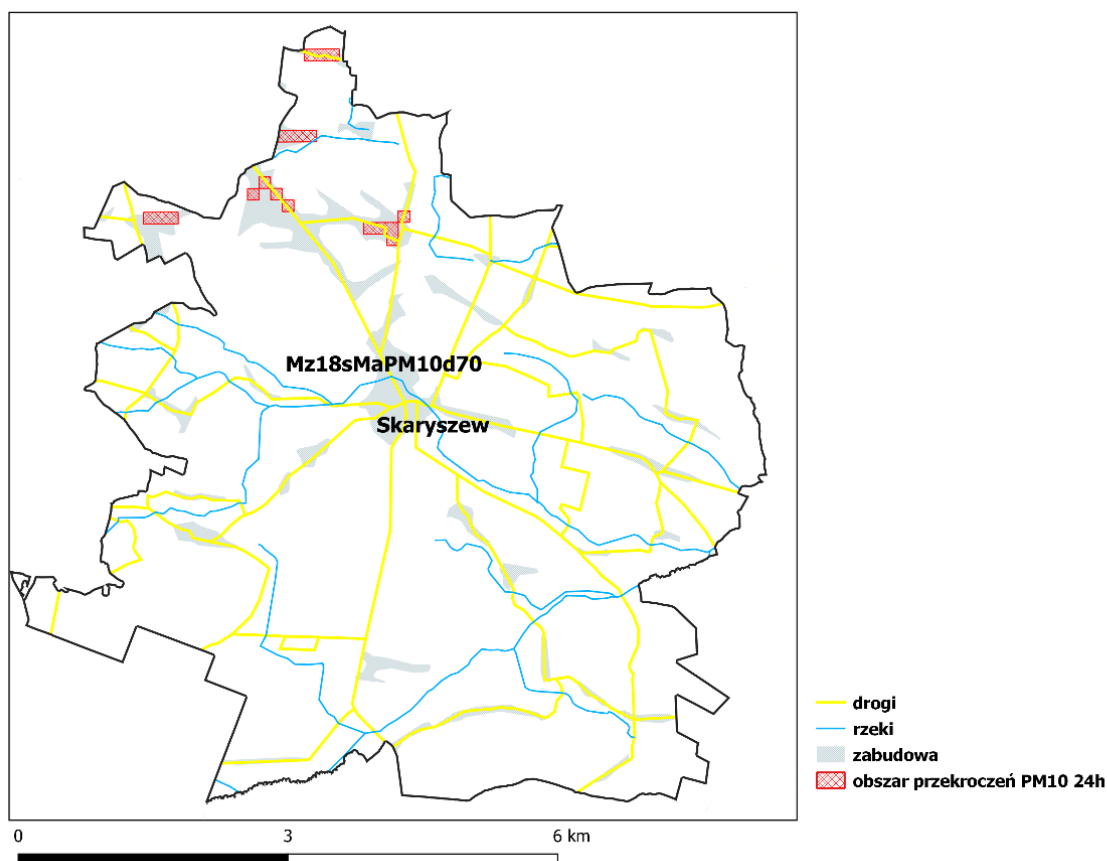 Mz18sMaPM10d70
Skaryszew
drogi
rzeki
zabudowa
obszar przekroczeń PM10 24h
0 3 6 km